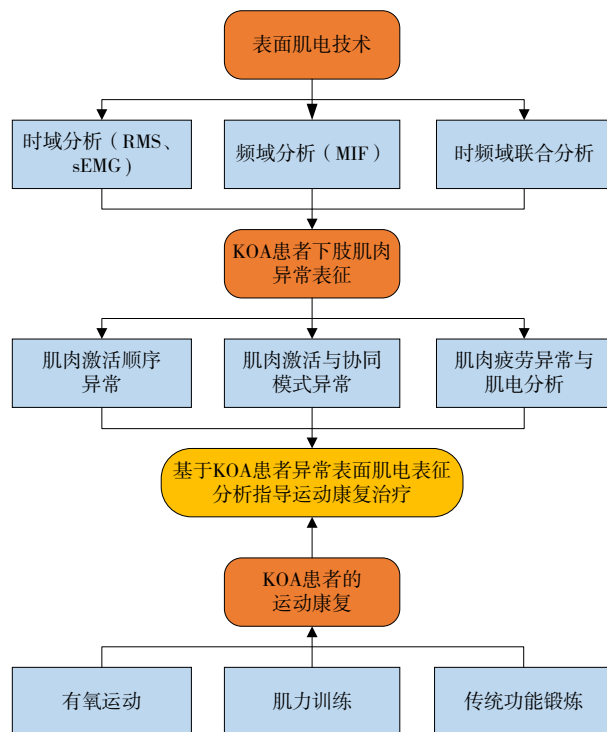 表面肌电技术
时域分析（RMS、
sEMG）
频域分析（MIF）
时频域联合分析
KOA患者下肢肌肉
异常表征
肌肉激活顺序
异常
肌肉激活与协同
模式异常
肌肉疲劳异常与
肌电分析
基于KOA患者异常表面肌电表征
分析指导运动康复治疗
KOA患者的
运动康复
有氧运动
肌力训练
传统功能锻炼